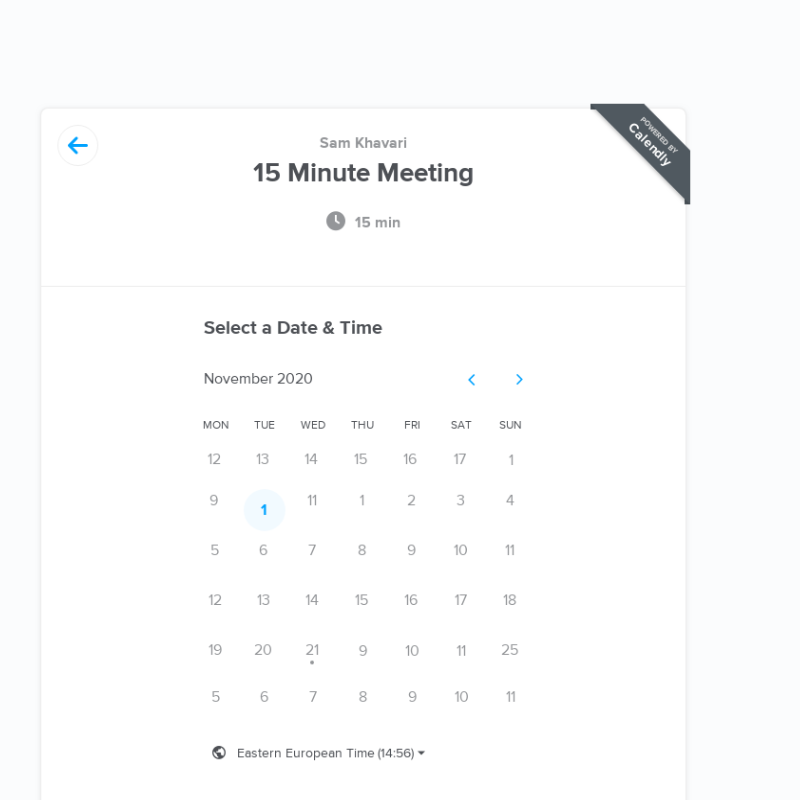 POWERED BY
Calendly
Sam Khavari
15 Minute Meeting
15 min
Select a Date & Time
November 2020
MON TUE WED THU FRI SAT SUN
12 13 14 15 16 17 1
9 1 11 1 2 3 4
5 6 7 8 9 10 11
12 13 14 15 16 17 18
19 20 21 9 10 11 25
5 6 7 8 9 10 11
Eastern European Time (14:56)